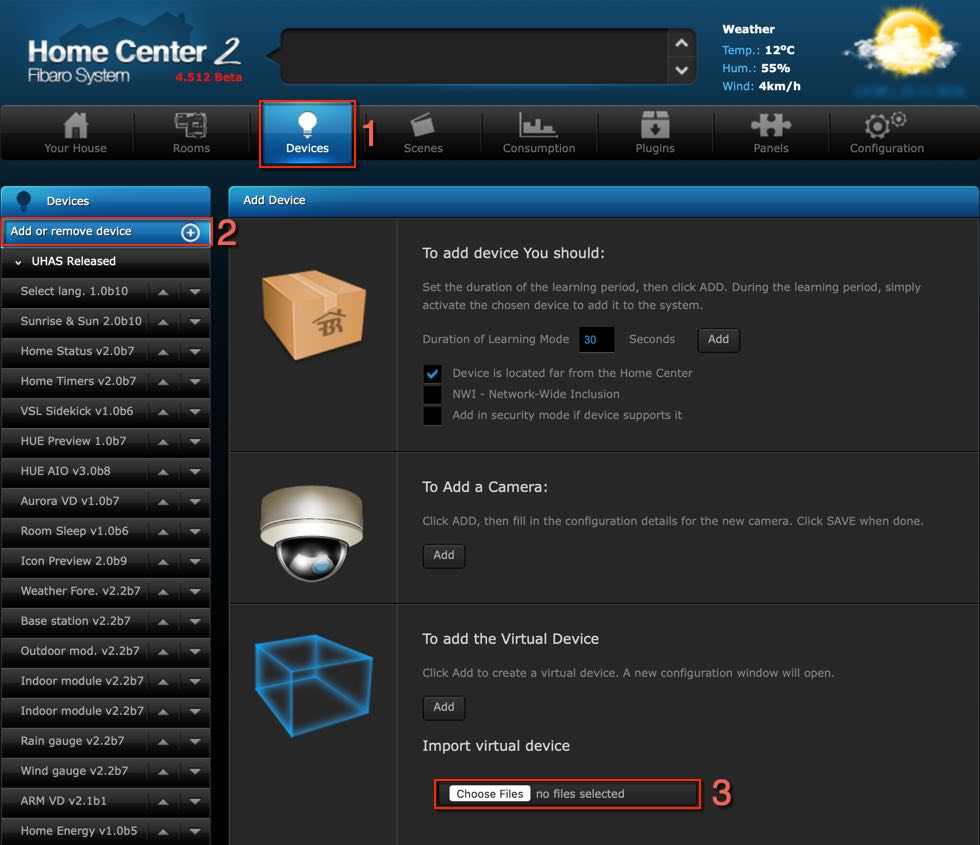 Home Center 2
Fibaro System
4.512 Beta
Weather
Temp.: 12°C
Hum.: 55%
Wind: 4km/h
Your House
Rooms
Devices
1
Scenes
Consumption
Plugins
Panels
Configuration
Devices
Add or remove device
2
UHAS Released
Select lang. 1.0b10
Sunrise & Sun 2.0b10
Home Status v2.0b7
Home Timers v2.0b7
VSL Sidekick v1.0b6
HUE Preview 1.0b7
HUE AIO v3.0b8
Aurora VD v1.0b7
Room Sleep v1.0b6
Icon Preview 2.0b9
Weather Fore. v2.2b7
Base station v2.2b7
Outdoor mod. v2.2b7
Indoor module v2.2b7
Indoor module v2.2b7
Rain gauge v2.2b7
Wind gauge v2.2b7
ARM VD v2.1b1
Home Energy v1.0b5
Add Device
To add device You should:
Set the duration of the learning period, then click ADD. During the learning period, simply
activate the chosen device to add it to the system.
Duration of Learning Mode 30 Seconds Add
Device is located far from the Home Center
NWI - Network-Wide Inclusion
Add in security mode if device supports it
To Add a Camera:
Click ADD, then fill in the configuration details for the new camera. Click SAVE when done.
Add
To add the Virtual Device
Click Add to create a virtual device. A new configuration window will open.
Add
Import virtual device
Choose Files no files selected
3